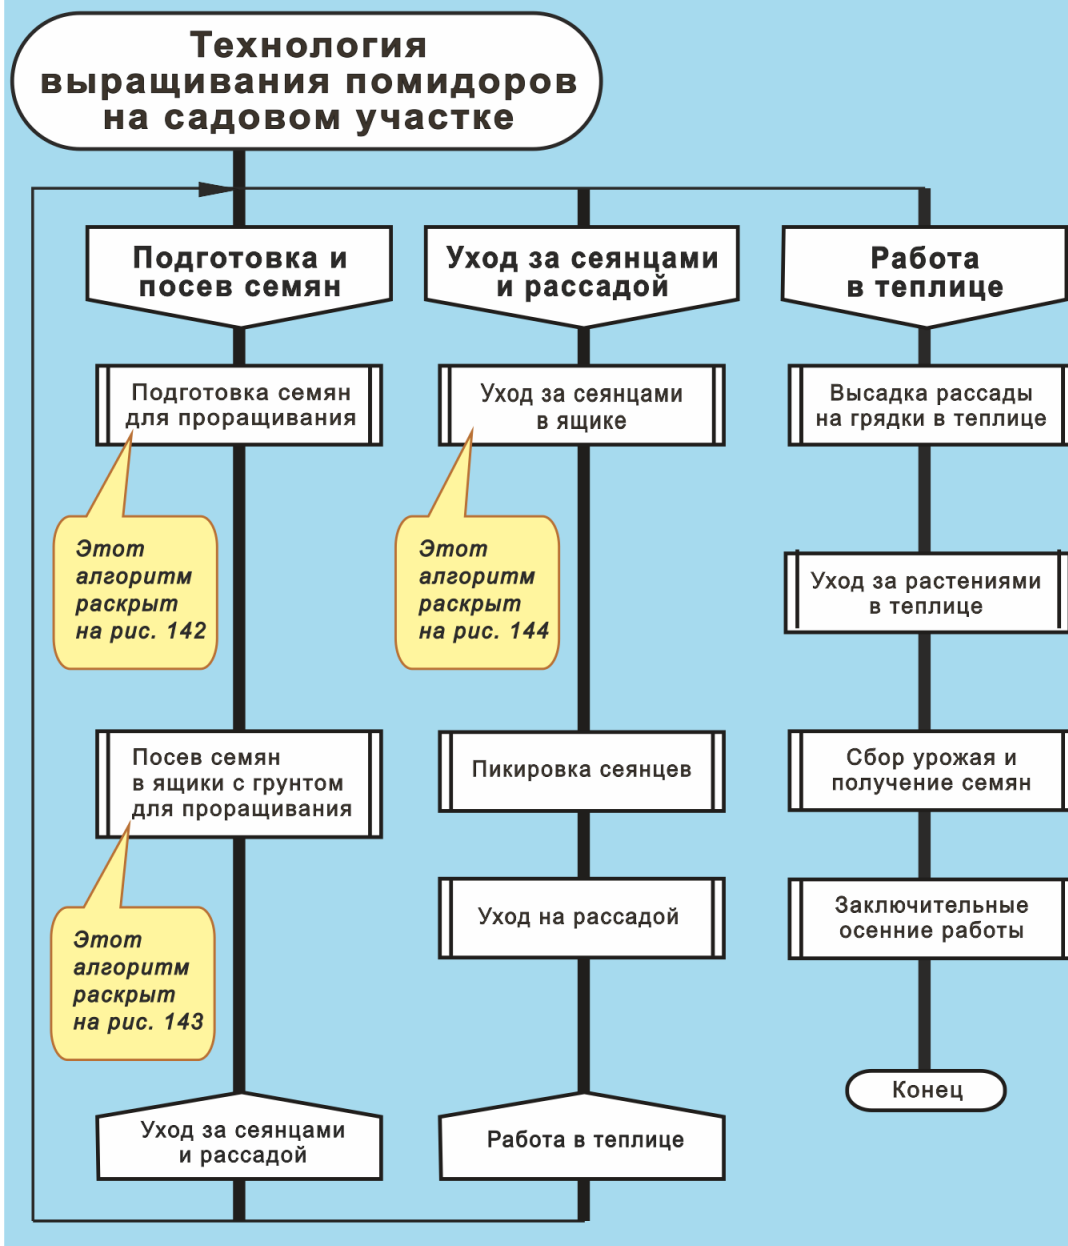 Технология
выращивания помидоров
на садовом участке
Подготовка и
посев семян
Подготовка семян
для проращивания
Этот
алгоритм
раскрыт
на рис. 142
Посев семян
в ящики с грунтом
для проращивания
Этот
алгоритм
раскрыт
на рис. 143
Уход за сеянцами
и рассадой
Уход за сеянцами
и рассадой
Уход за сеянцами
в ящике
Этот
алгоритм
раскрыт
на рис. 144
Пикировка сеянцев
Уход на рассадой
Работа в теплице
Работа
в теплице
Высадка рассады
на грядки в теплице
Уход за растениями
в теплице
Сбор урожая и
получение семян
Заключительные
осенние работы
Конец